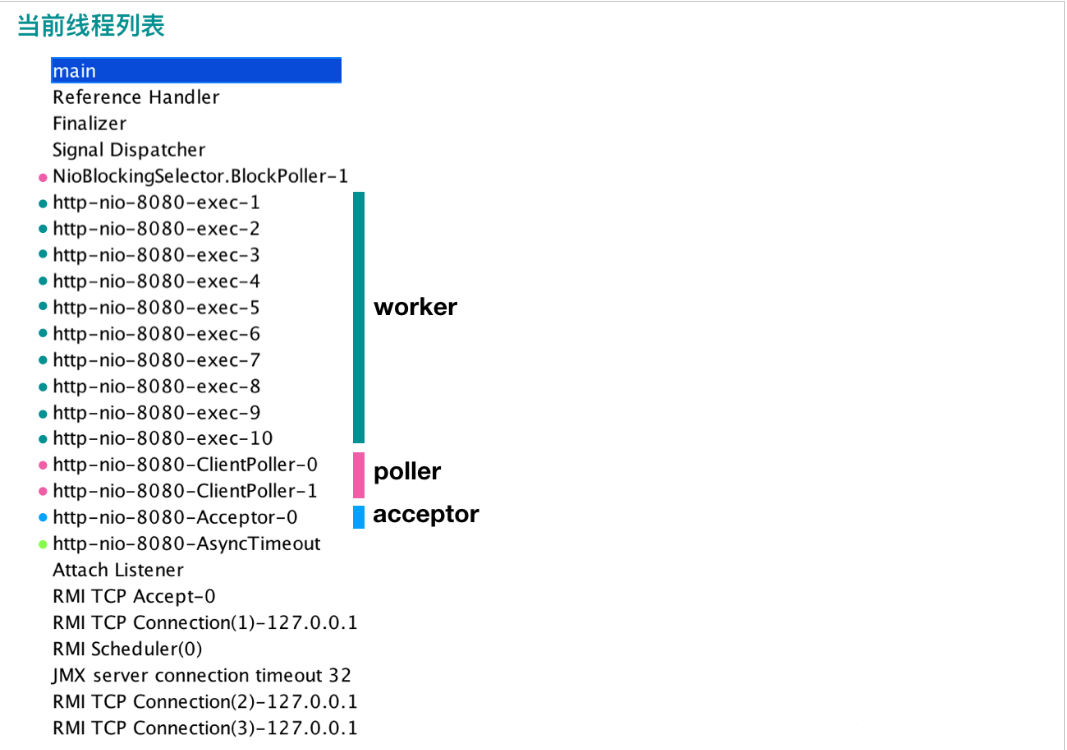 当前线程列表
main
Reference Handler
Finalizer
Signal Dispatcher
NioBlockingSelector.BlockPoller-1
http-nio-8080-exec-1
http-nio-8080-exec-2
http-nio-8080-exec-3
http-nio-8080-exec-4
http-nio-8080-exec-5
worker
http-nio-8080-exec-6
http-nio-8080-exec-7
http-nio-8080-exec-8
http-nio-8080-exec-9
http-nio-8080-exec-10
http-nio-8080-ClientPoller-0
poller
http-nio-8080-ClientPoller-1
http-nio-8080-Acceptor-0
acceptor
http-nio-8080-AsyncTimeout
Attach Listener
RMI TCP Accept-0
RMI TCP Connection(1)-127.0.0.1
RMI Scheduler(0)
JMX server connection timeout 32
RMI TCP Connection(2)-127.0.0.1
RMI TCP Connection(3)-127.0.0.1